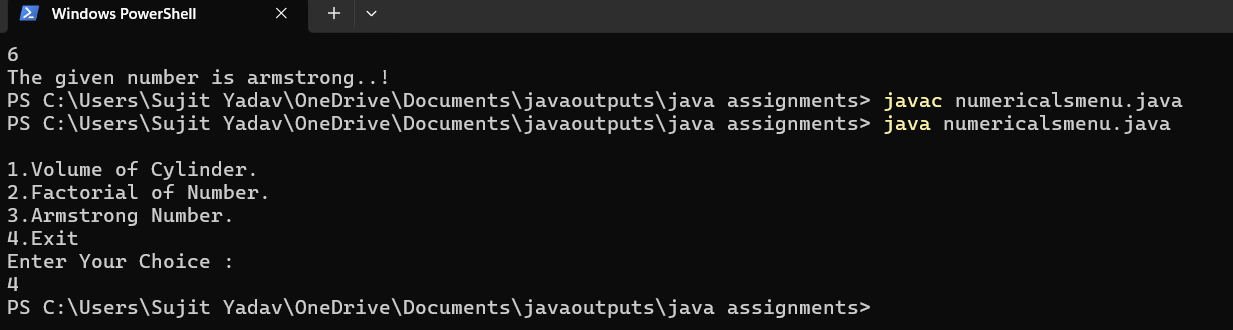 Windows PowerShell
6
The given number is armstrong..!
PS C:\Users\Sujit Yadav\OneDrive\Documents\javaoutputs\java assignments> javac numericalsmenu.java
PS C:\Users\Sujit Yadav\OneDrive\Documents\javaoutputs\java assignments> java numericalsmenu.java
1.Volume of Cylinder.
2.Factorial of Number.
3.Armstrong Number.
4.Exit
Enter Your Choice :
4
PS C:\Users\Sujit Yadav\OneDrive\Documents\javaoutputs\java assignments>